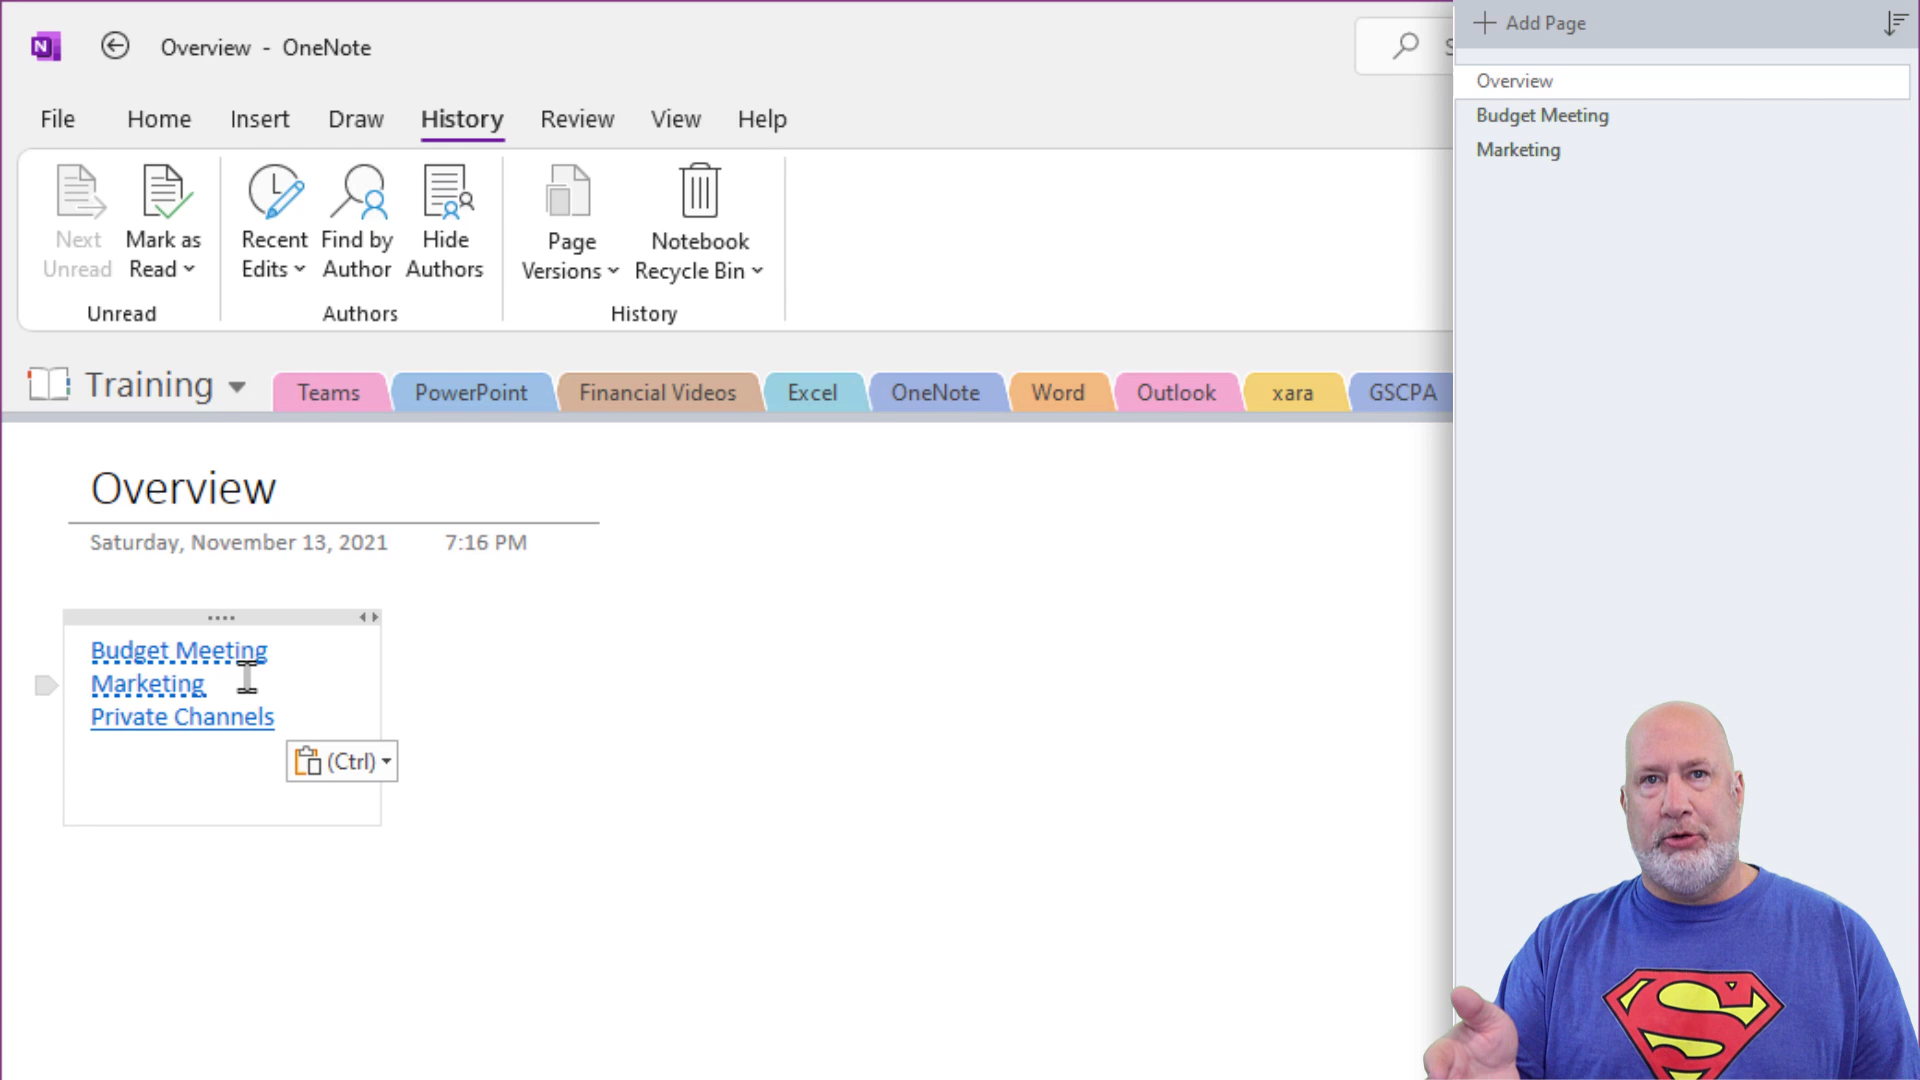 Overview - OneNote
File Home Insert Draw History Review View Help
Next Unread
Mark as Read
Unread
Recent Edits
Find by Author
Hide Authors
Authors
Page Versions
Notebook Recycle Bin
History
Training
Teams PowerPoint Financial Videos Excel OneNote Word Outlook xara GSCPA
Overview
Saturday, November 13, 2021 7:16 PM
Budget Meeting
Marketing
Private Channels
(Ctrl)
Add Page
Overview
Budget Meeting
Marketing